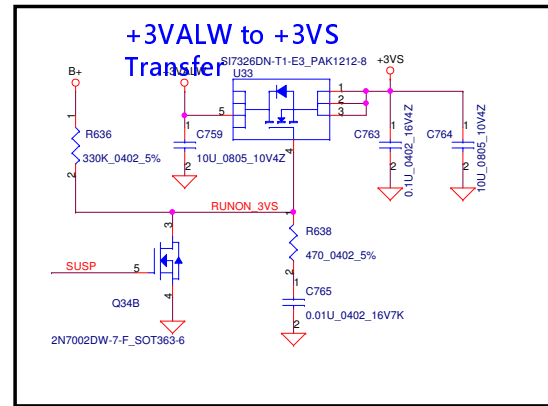 +3VALW to +3VS
Transfer
SI7326DN-T1-E3_PAK1212-8
B+
+3VALW
U33
+3VS
1
2
3
5
4
1
R636
330K_0402_5%
2
1
C759
10U_0805_10V4Z
2
1
C763
0.1U_0402_16V4Z
2
1
C764
10U_0805_10V4Z
2
RUNON_3VS
1
R638
470_0402_5%
2
3
SUSP
5
4
Q34B
2N7002DW-7-F_SOT363-6
1
C765
0.01U_0402_16V7K
2